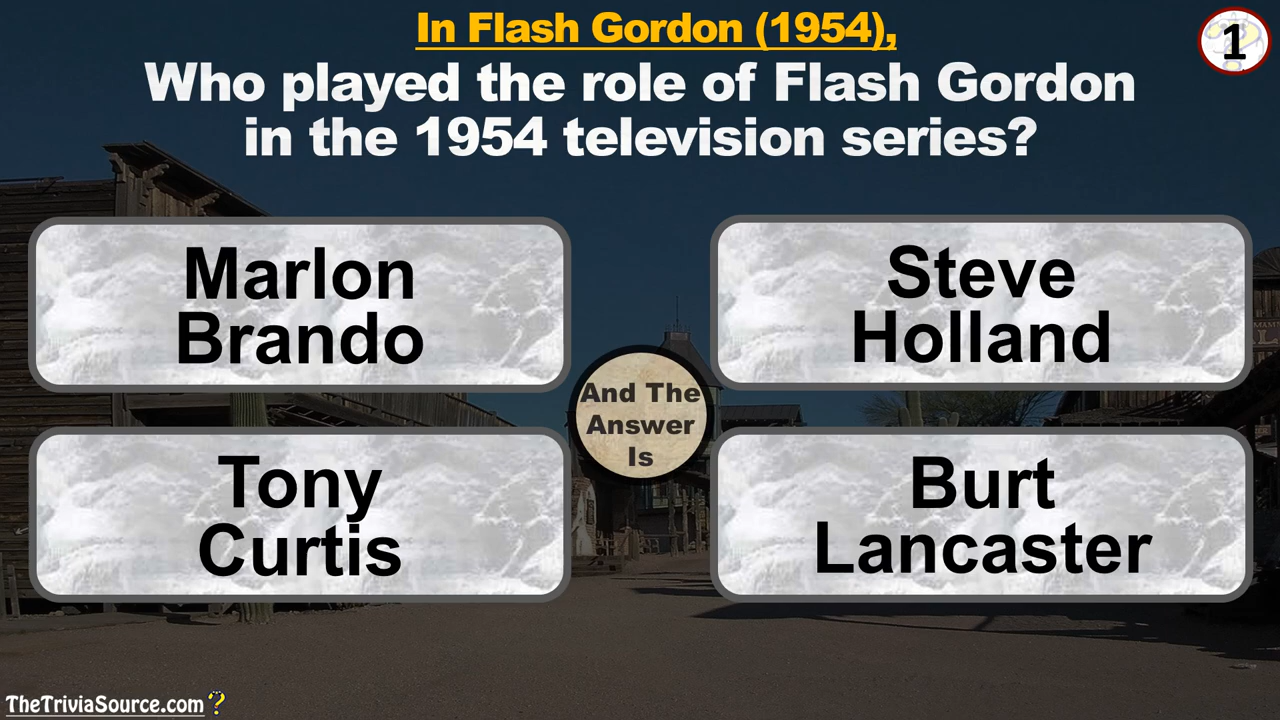 In Flash Gordon (1954),
1
Who played the role of Flash Gordon
in the 1954 television series?
Marlon
Brando
Steve
Holland
And The
Answer
Is
Tony
Curtis
Burt
Lancaster
TheTriviaSource.com